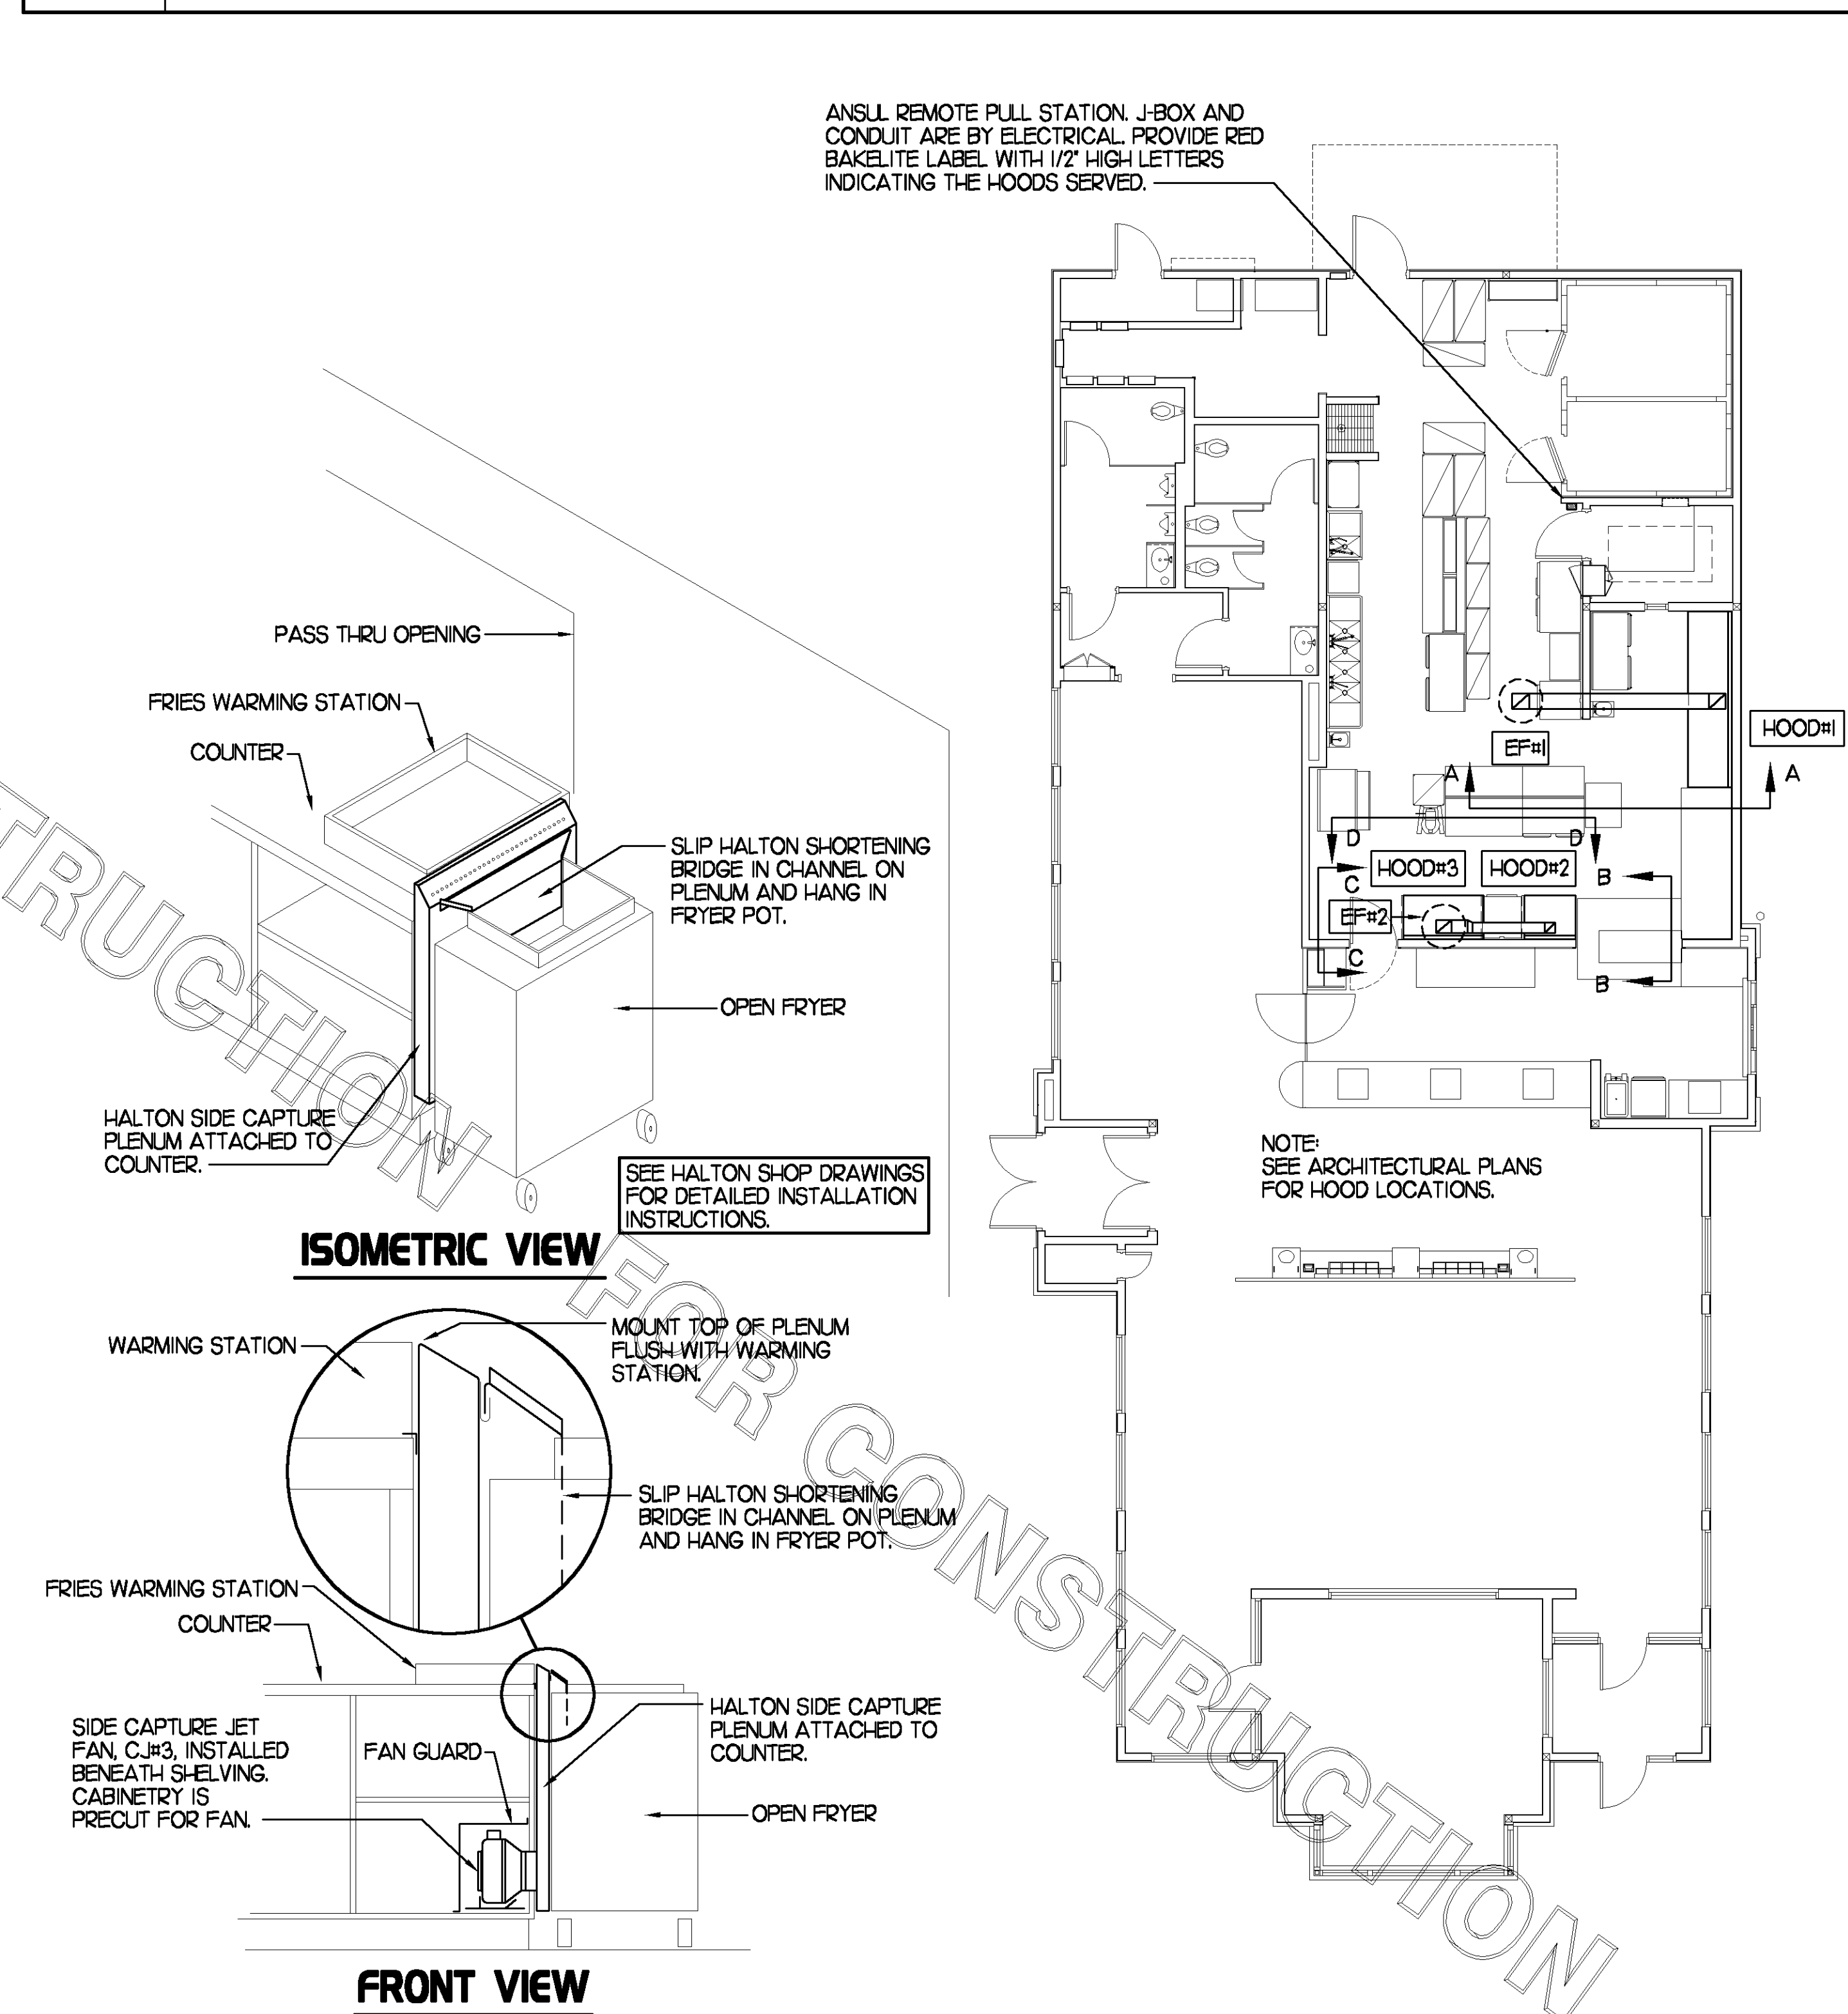 ANSUL REMOTE PULL STATION. J-BOX AND
CONDUIT ARE BY ELECTRICAL. PROVIDE RED
BAKELITE LABEL WITH 1/2" HIGH LETTERS
INDICATING THE HOODS SERVED.
PASS THRU OPENING
FRIES WARMING STATION
COUNTER
SLIP HALTON SHORTENING
BRIDGE IN CHANNEL ON
PLENUM AND HANG IN
FRYER POT.
OPEN FRYER
HALTON SIDE CAPTURE
PLENUM ATTACHED TO
COUNTER.
SEE HALTON SHOP DRAWINGS
FOR DETAILED INSTALLATION
INSTRUCTIONS.
ISOMETRIC VIEW
WARMING STATION
MOUNT TOP OF PLENUM
FLUSH WITH WARMING
STATION.
SLIP HALTON SHORTENING
BRIDGE IN CHANNEL ON PLENUM
AND HANG IN FRYER POT.
FRIES WARMING STATION
COUNTER
SIDE CAPTURE JET
FAN, CJ#3, INSTALLED
BENEATH SHELVING.
CABINETRY IS
PRECUT FOR FAN.
FAN GUARD
HALTON SIDE CAPTURE
PLENUM ATTACHED TO
COUNTER.
OPEN FRYER
FRONT VIEW
HOOD#1
EF#1
A
A
D
D
HOOD#3
HOOD#2
B
C
EF#2
C
B
NOTE:
SEE ARCHITECTURAL PLANS
FOR HOOD LOCATIONS.
TRUCTION
FOR CONSTRUCTION